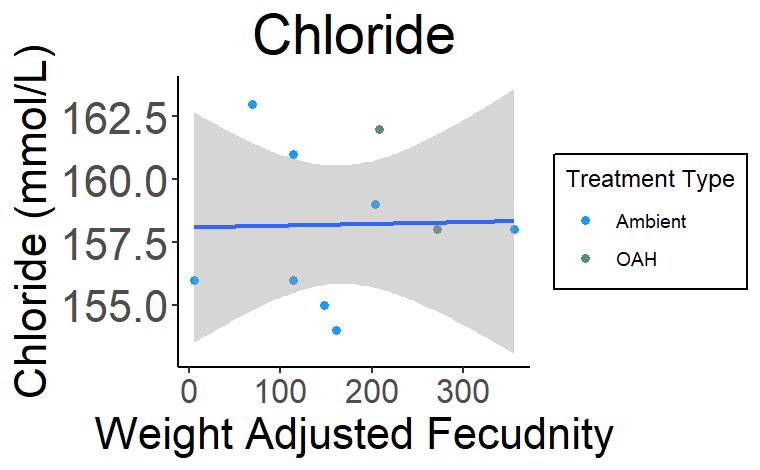 Chloride
Chloride (mmol/L)
162.5
160.0
157.5
155.0
0 100 200 300
Weight Adjusted Fecudnity
Treatment Type
Ambient
OAH